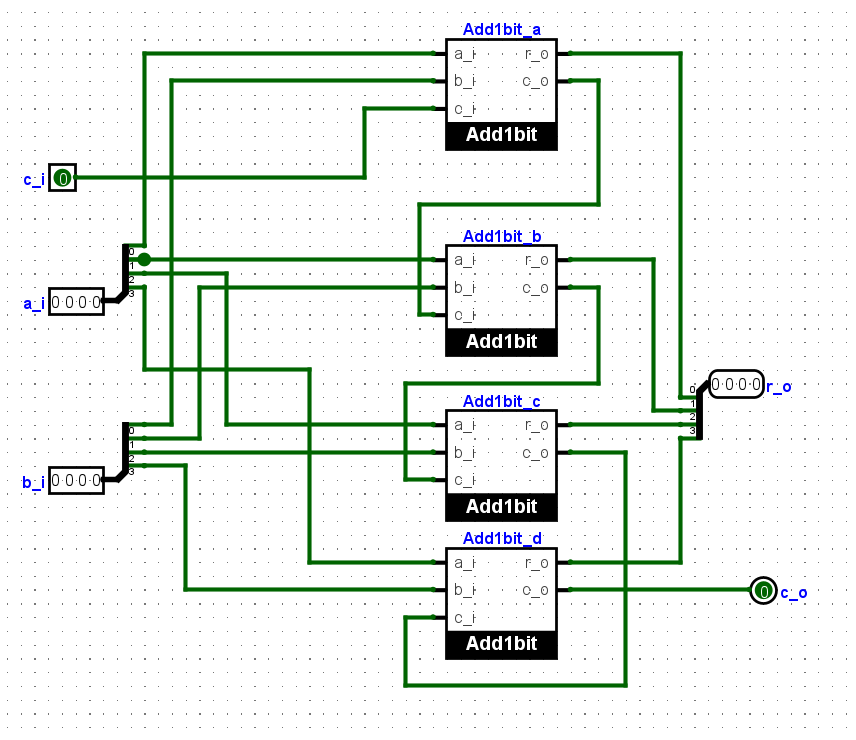 Add1bit_a
a_i r_o
b_i c_o
c_i
Add1bit
c_i 0
Add1bit_b
0
1
2
3
a_i r_o
b_i c_o
c_i
Add1bit
a_i 0 0 0 0
0
1
2
3
0 0 0 0 r_o
Add1bit_c
a_i r_o
b_i c_o
c_i
Add1bit
0
1
2
3
b_i 0 0 0 0
Add1bit_d
a_i r_o
b_i c_o
c_i
Add1bit
0 c_o